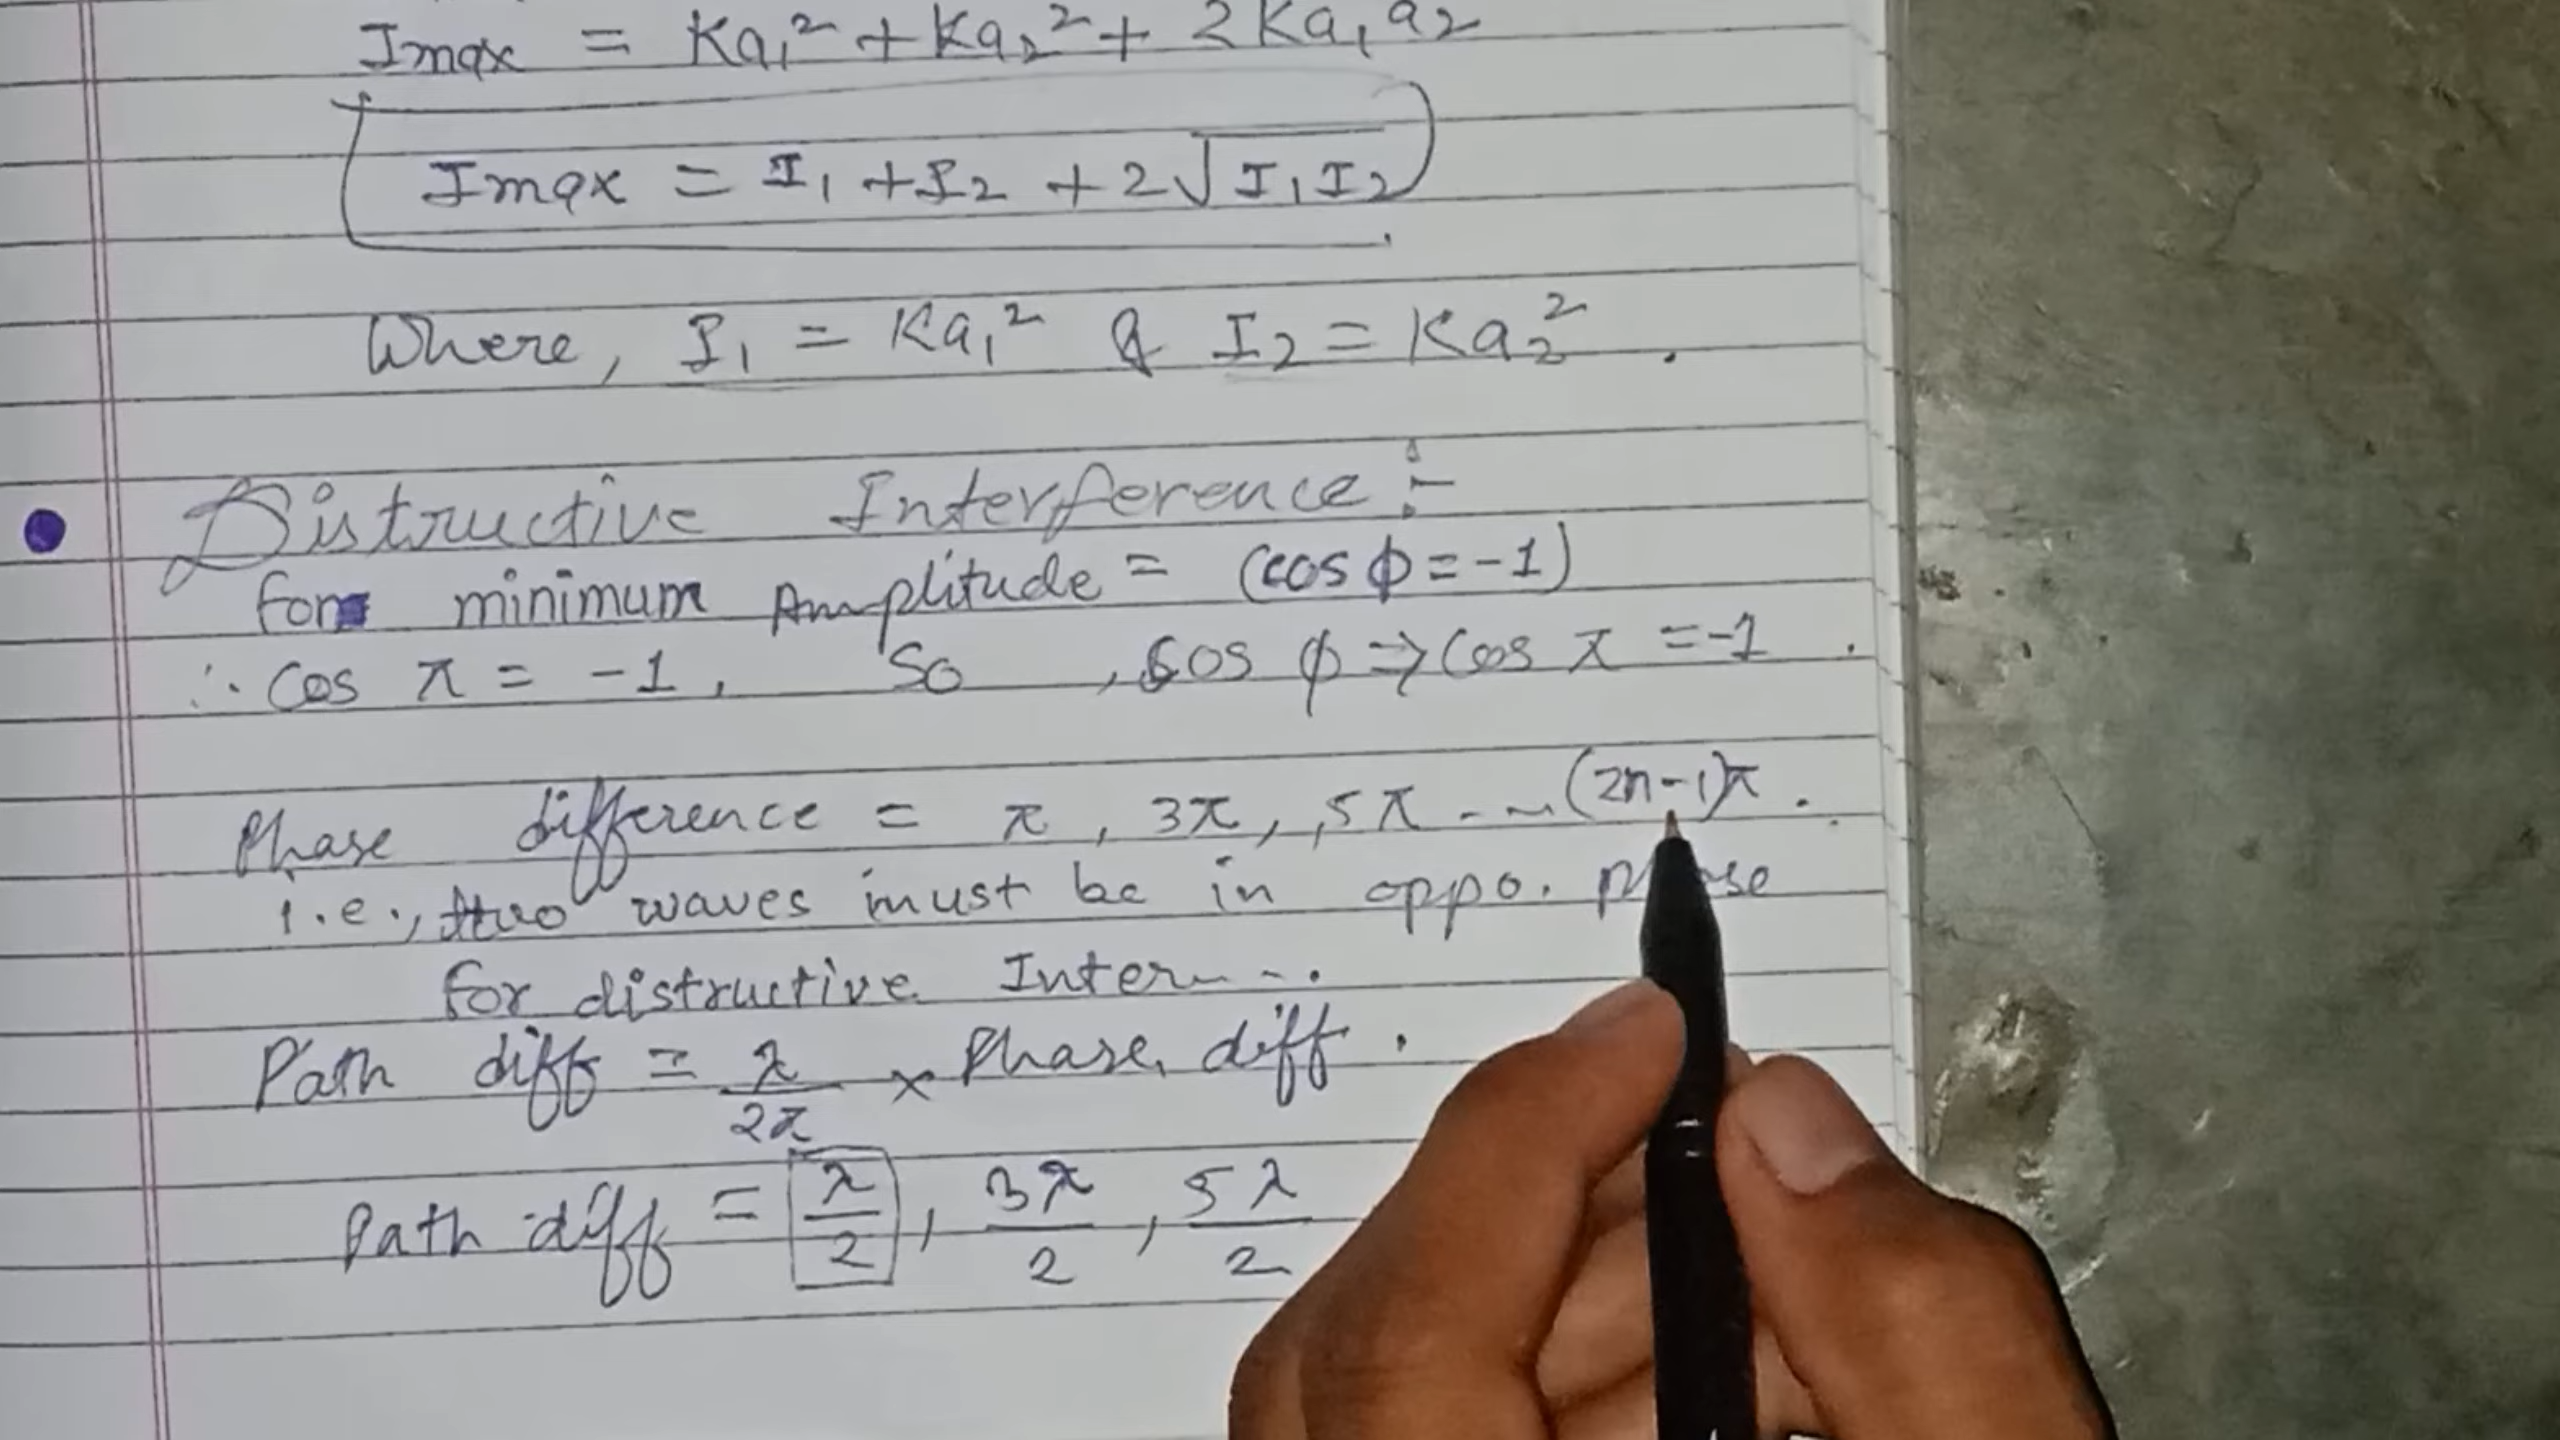 Imax = Ka₁² + Ka₂² + 2Ka₁a₂
Imax = I₁ + I₂ + 2√I₁I₂
Where, I₁ = Ka₁² & I₂ = Ka₂².
Distructive Interference :-
for minimum Amplitude = (cos ϕ = -1)
∴ Cos π = -1, So, Cos ϕ ⇒ Cos π = -1.
Phase difference = π, 3π, 5π --- (2n-1)π.
i.e., two waves must be in oppo. phase
for distructive Inter---.
Path diff = λ/2π × Phase diff.
Path diff = λ/2, 3λ/2, 5λ/2